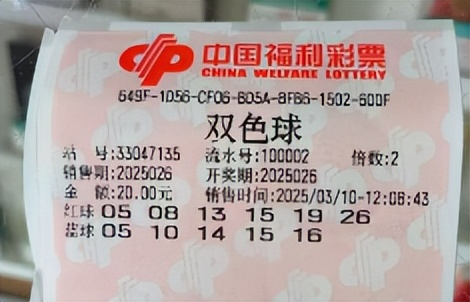 中国福利彩票
CHINA WELFARE LOTTERY
649F-1D56-CF06-BD5A-8FB6-1502-600F
双色球
站 号:33047135 流水号:100002 倍数:2
销售期:2025026 开奖期:2025026
金 额:20.00元 销售时间:2025/03/10-12:08:43
红球 05 08 13 15 19 26
蓝球 05 10 14 15 16